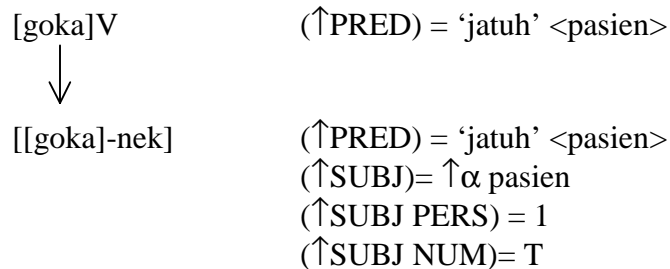 [goka]V (↑PRED) = ‘jatuh’ <pasien>
[[goka]-nek] (↑PRED) = ‘jatuh’ <pasien>
(↑SUBJ)= ↑α pasien
(↑SUBJ PERS) = 1
(↑SUBJ NUM)= T